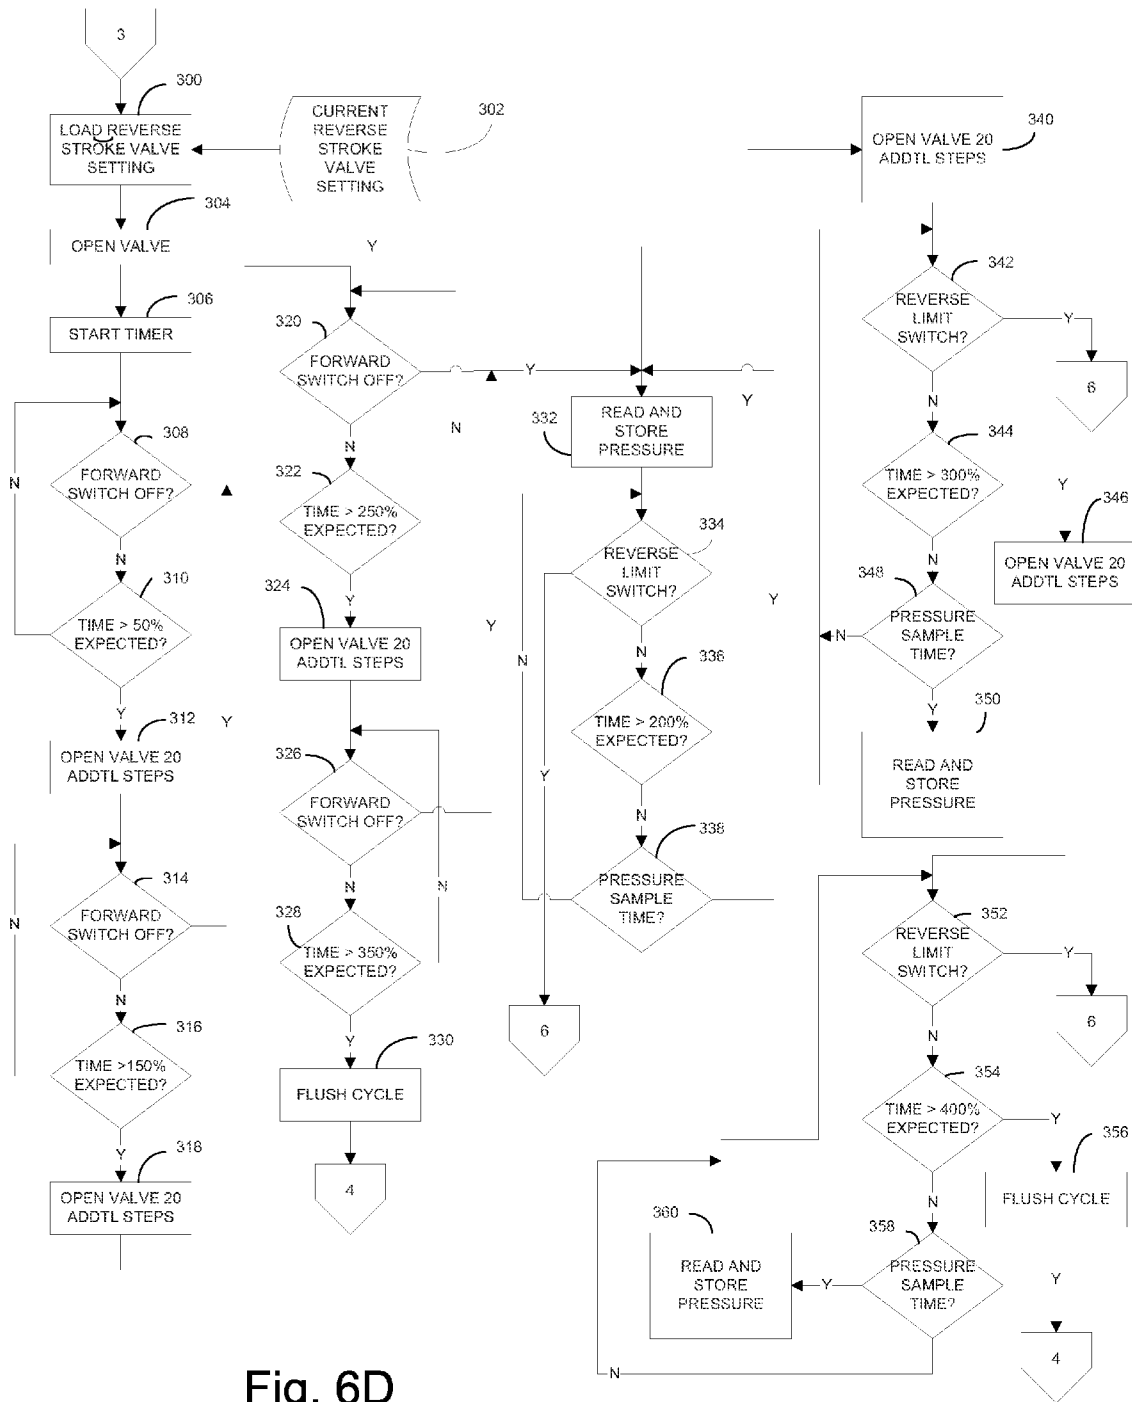 3
300
LOAD REVERSE
STROKE VALVE
SETTING
CURRENT
REVERSE
STROKE
VALVE
SETTING
302
304
OPEN VALVE
306
START TIMER
308
FORWARD
SWITCH OFF?
N
N
310
TIME > 50%
EXPECTED?
Y
312
Y
OPEN VALVE 20
ADDTL STEPS
314
FORWARD
SWITCH OFF?
N
N
316
TIME >150%
EXPECTED?
Y
318
OPEN VALVE 20
ADDTL STEPS
Y
320
FORWARD
SWITCH OFF?
Y
N
N
322
TIME > 250%
EXPECTED?
Y
324
OPEN VALVE 20
ADDTL STEPS
Y
326
FORWARD
SWITCH OFF?
N
N
328
TIME > 350%
EXPECTED?
Y
330
FLUSH CYCLE
4
332
READ AND
STORE
PRESSURE
Y
334
REVERSE
LIMIT
SWITCH?
Y
N
N
336
TIME > 200%
EXPECTED?
Y
N
338
PRESSURE
SAMPLE
TIME?
6
340
OPEN VALVE 20
ADDTL STEPS
342
REVERSE
LIMIT
SWITCH?
Y
6
N
344
TIME > 300%
EXPECTED?
Y
346
OPEN VALVE 20
ADDTL STEPS
N
348
PRESSURE
SAMPLE
TIME?
N
Y
350
READ AND
STORE
PRESSURE
352
REVERSE
LIMIT
SWITCH?
Y
6
N
354
TIME > 400%
EXPECTED?
Y
356
FLUSH CYCLE
N
358
PRESSURE
SAMPLE
TIME?
Y
Y
360
READ AND
STORE
PRESSURE
N
4
Fig. 6D